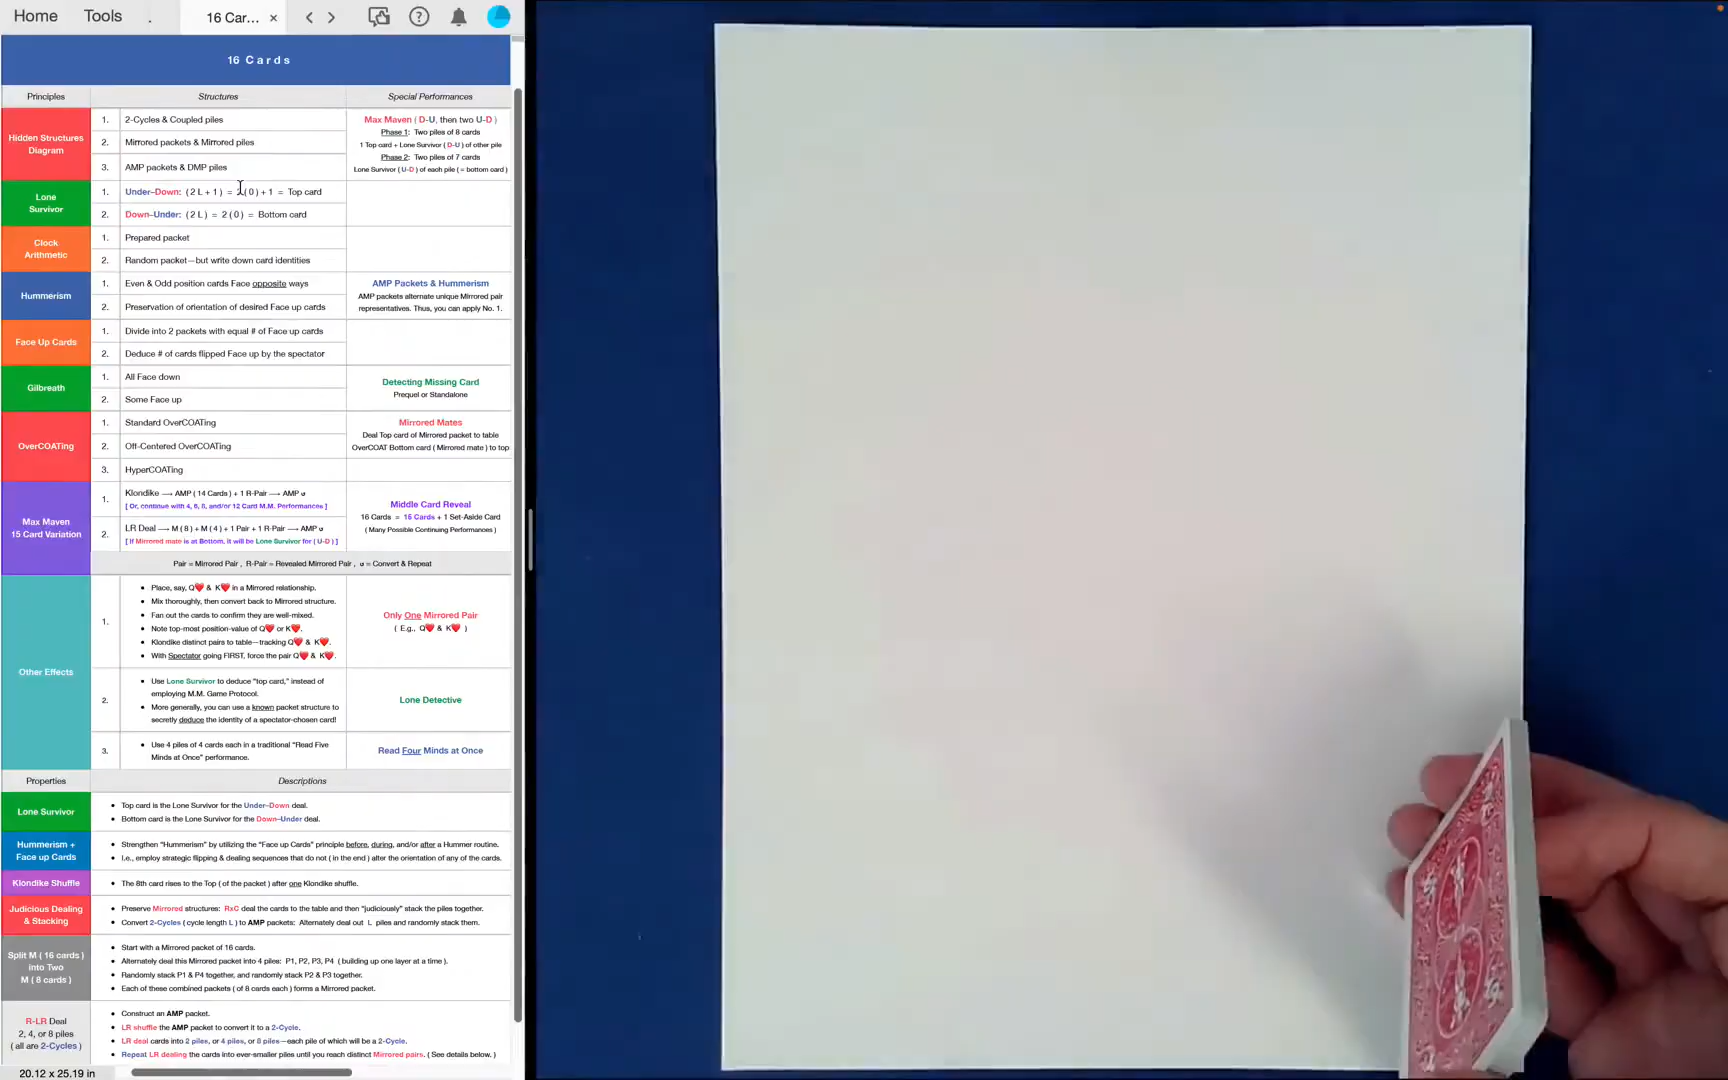 Home Tools . 16 Car... ×
16 Cards
Principles Structures Special Performances
Hidden Structures
Diagram
1. 2-Cycles & Coupled piles
2. Mirrored packets & Mirrored piles
3. AMP packets & DMP piles
Max Maven ( D-U, then two U-D )
Phase 1: Two piles of 8 cards
1 Top card + Lone Survivor ( D-U ) of other pile
Phase 2: Two piles of 7 cards
Lone Survivor ( U-D ) of each pile ( = bottom card )
Lone
Survivor
1. Under–Down: ( 2 L + 1 ) = 2 ( 0 ) + 1 = Top card
2. Down–Under: ( 2 L ) = 2 ( 0 ) = Bottom card
Clock
Arithmetic
1. Prepared packet
2. Random packet—but write down card identities
Hummerism
1. Even & Odd position cards Face opposite ways
2. Preservation of orientation of desired Face up cards
AMP Packets & Hummerism
AMP packets alternate unique Mirrored pair
representatives. Thus, you can apply No. 1.
Face Up Cards
1. Divide into 2 packets with equal # of Face up cards
2. Deduce # of cards flipped Face up by the spectator
Gilbreath
1. All Face down
2. Some Face up
Detecting Missing Card
Prequel or Standalone
OverCOATing
1. Standard OverCOATing
2. Off-Centered OverCOATing
3. HyperCOATing
Mirrored Mates
Deal Top card of Mirrored packet to table
OverCOAT Bottom card ( Mirrored mate ) to top
Max Maven
15 Card Variation
1. Klondike → AMP ( 14 Cards ) + 1 R-Pair → AMP ↺
[ Or, continue with 4, 6, 8, and/or 12 Card M.M. Performances ]
2. LR Deal → M ( 8 ) + M ( 4 ) + 1 Pair + 1 R-Pair → AMP ↺
[ If Mirrored mate is at Bottom, it will be Lone Survivor for ( U-D ) ]
Middle Card Reveal
16 Cards = 15 Cards + 1 Set-Aside Card
( Many Possible Continuing Performances )
Pair = Mirrored Pair , R-Pair = Revealed Mirrored Pair , ↺ = Convert & Repeat
Other Effects
1.
• Place, say, Q❤️ & K❤️ in a Mirrored relationship.
• Mix thoroughly, then convert back to Mirrored structure.
• Fan out the cards to confirm they are well-mixed.
• Note top-most position-value of Q❤️ or K❤️.
• Klondike distinct pairs to table—tracking Q❤️ & K❤️.
• With Spectator going FIRST, force the pair Q❤️ & K❤️.
Only One Mirrored Pair
( E.g., Q❤️ & K❤️ )
2.
• Use Lone Survivor to deduce "top card," instead of
employing M.M. Game Protocol.
• More generally, you can use a known packet structure to
secretly deduce the identity of a spectator-chosen card!
Lone Detective
3.
• Use 4 piles of 4 cards each in a traditional "Read Five
Minds at Once" performance.
Read Four Minds at Once
Properties Descriptions
Lone Survivor
• Top card is the Lone Survivor for the Under–Down deal.
• Bottom card is the Lone Survivor for the Down–Under deal.
Hummerism +
Face up Cards
• Strengthen "Hummerism" by utilizing the "Face up Cards" principle before, during, and/or after a Hummer routine.
• I.e., employ strategic flipping & dealing sequences that do not ( in the end ) alter the orientation of any of the cards.
Klondike Shuffle
• The 8th card rises to the Top ( of the packet ) after one Klondike shuffle.
Judicious Dealing
& Stacking
• Preserve Mirrored structures: RxC deal the cards to the table and then "judiciously" stack the piles together.
• Convert 2-Cycles ( cycle length L ) to AMP packets: Alternately deal out L piles and randomly stack them.
Split M ( 16 cards )
into Two
M ( 8 cards )
• Start with a Mirrored packet of 16 cards.
• Alternately deal this Mirrored packet into 4 piles: P1, P2, P3, P4 ( building up one layer at a time ).
• Randomly stack P1 & P4 together, and randomly stack P2 & P3 together.
• Each of these combined packets ( of 8 cards each ) forms a Mirrored packet.
R-LR Deal
2, 4, or 8 piles
( all are 2-Cycles )
• Construct an AMP packet.
• LR shuffle the AMP packet to convert it to a 2-Cycle.
• LR deal cards into 2 piles, or 4 piles, or 8 piles—each pile of which will be a 2-Cycle.
• Repeat LR dealing the cards into ever-smaller piles until you reach distinct Mirrored pairs. ( See details below. )
20.12 x 25.19 in